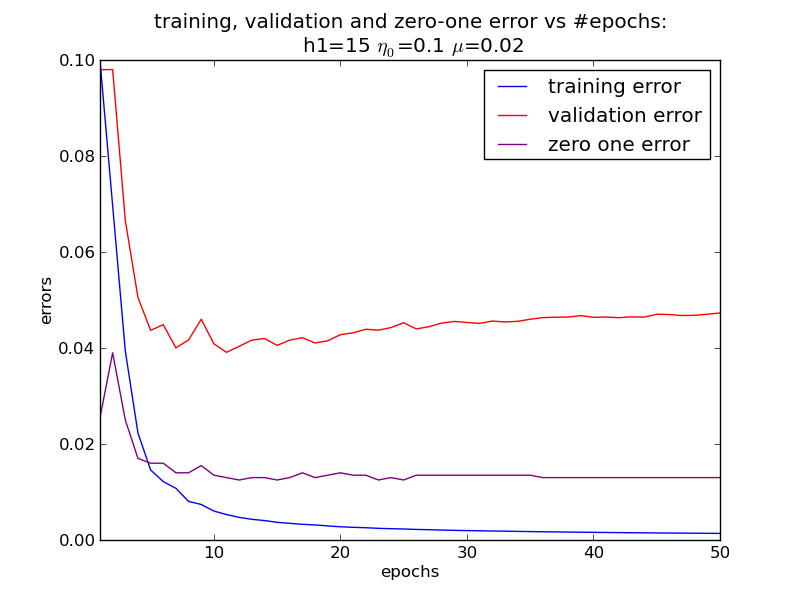 training, validation and zero-one error vs #epochs:
h1=15 η₀=0.1 μ=0.02
0.10
0.08
0.06
0.04
0.02
0.00
errors
training error
validation error
zero one error
10
20
30
40
50
epochs